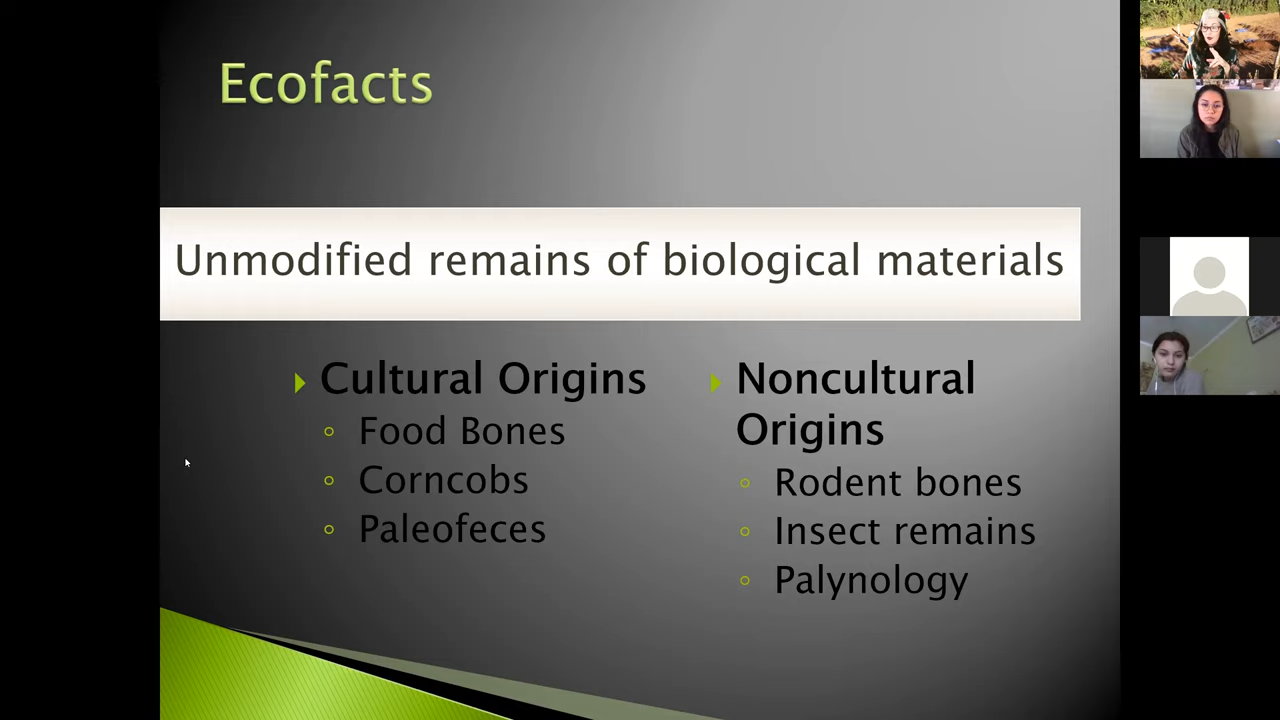 Ecofacts
Unmodified remains of biological materials
Cultural Origins
Food Bones
Corncobs
Paleofeces
Noncultural
Origins
Rodent bones
Insect remains
Palynology